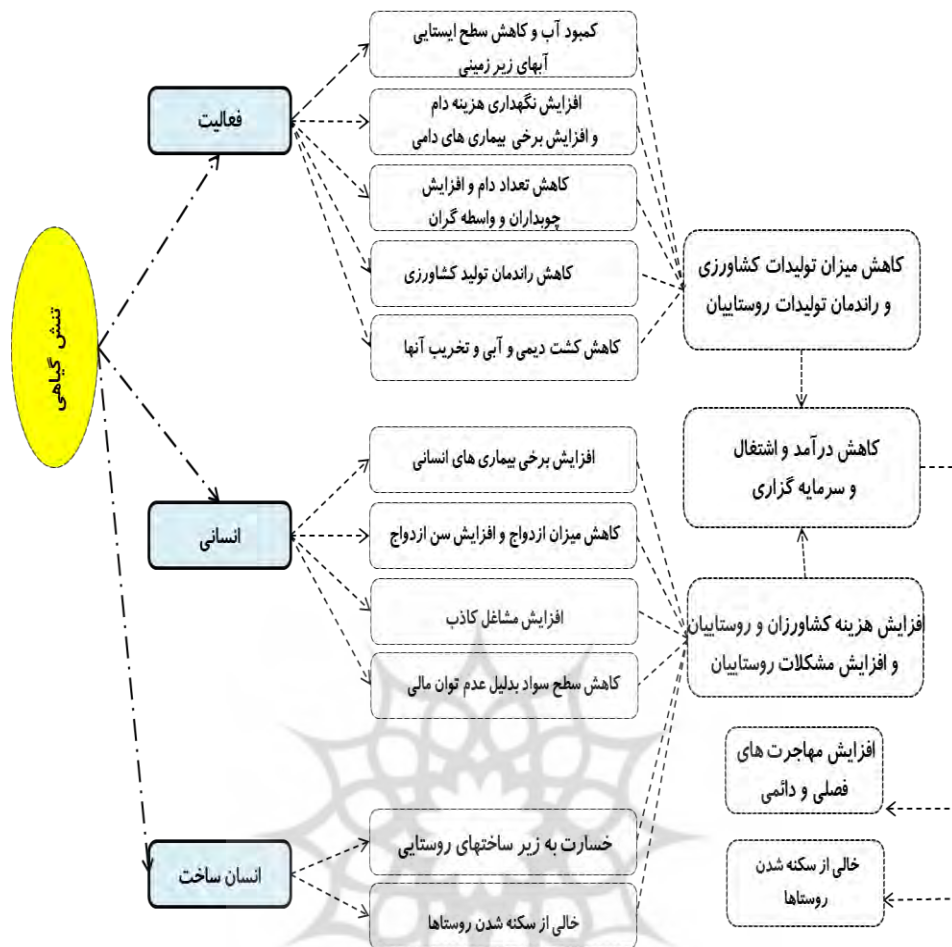 تنش گیاهی
فعالیت
کمبود آب و کاهش سطح ایستایی
آبهای زیر زمینی
افزایش نگهداری هزینه دام
و افزایش برخی بیماری های دامی
کاهش تعداد دام و افزایش
چوبداران و واسطه گران
کاهش راندمان تولید کشاورزی
کاهش کشت دیمی و آبی و تخریب آنها
انسانی
افزایش برخی بیماری های انسانی
کاهش میزان ازدواج و افزایش سن ازدواج
افزایش مشاغل کاذب
کاهش سطح سواد بدلیل عدم توان مالی
انسان ساخت
خسارت به زیر ساختهای روستایی
خالی از سکنه شدن روستاها
کاهش میزان تولیدات کشاورزی
و راندمان تولیدات روستاییان
کاهش درآمد و اشتغال
و سرمایه گزاری
فزایش هزینه کشاورزان و روستاییان
و افزایش مشکلات روستاییان
افزایش مهاجرت های
فصلی و دائمی
خالی از سکنه شدن
روستاها